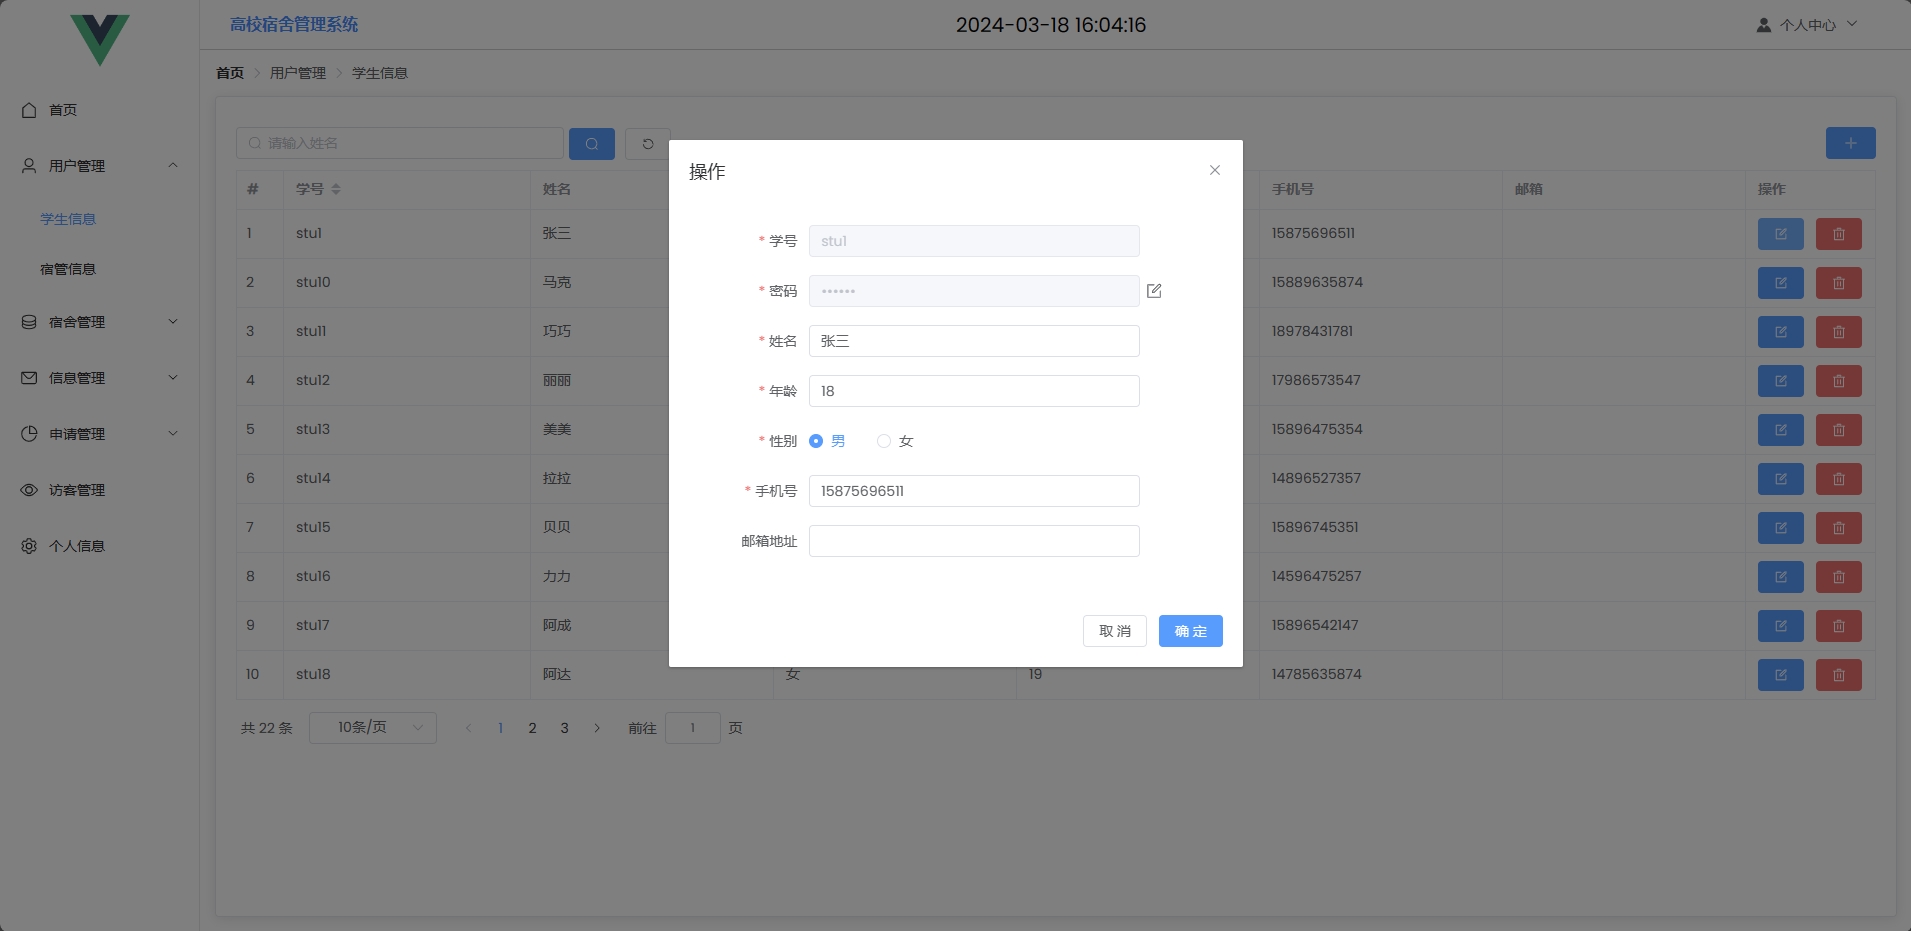 高校宿舍管理系统
2024-03-18 16:04:16
个人中心
首页
用户管理
学生信息
宿管信息
宿舍管理
信息管理
申请管理
访客管理
个人信息
首页 > 用户管理 > 学生信息
请输入姓名
# 学号 姓名 手机号 邮箱 操作
1 stu1 张三 15875696511
2 stu10 马克 15889635874
3 stu11 巧巧 18978431781
4 stu12 丽丽 17986573547
5 stu13 美美 15896475354
6 stu14 拉拉 14896527357
7 stu15 贝贝 15896745351
8 stu16 力力 14596475257
9 stu17 阿成 15896542147
10 stu18 阿达 女 19 14785635874
共 22 条 10条/页 1 2 3 前往 1 页
操作
* 学号 stu1
* 密码 ••••••
* 姓名 张三
* 年龄 18
* 性别 男 女
* 手机号 15875696511
邮箱地址
取 消 确 定